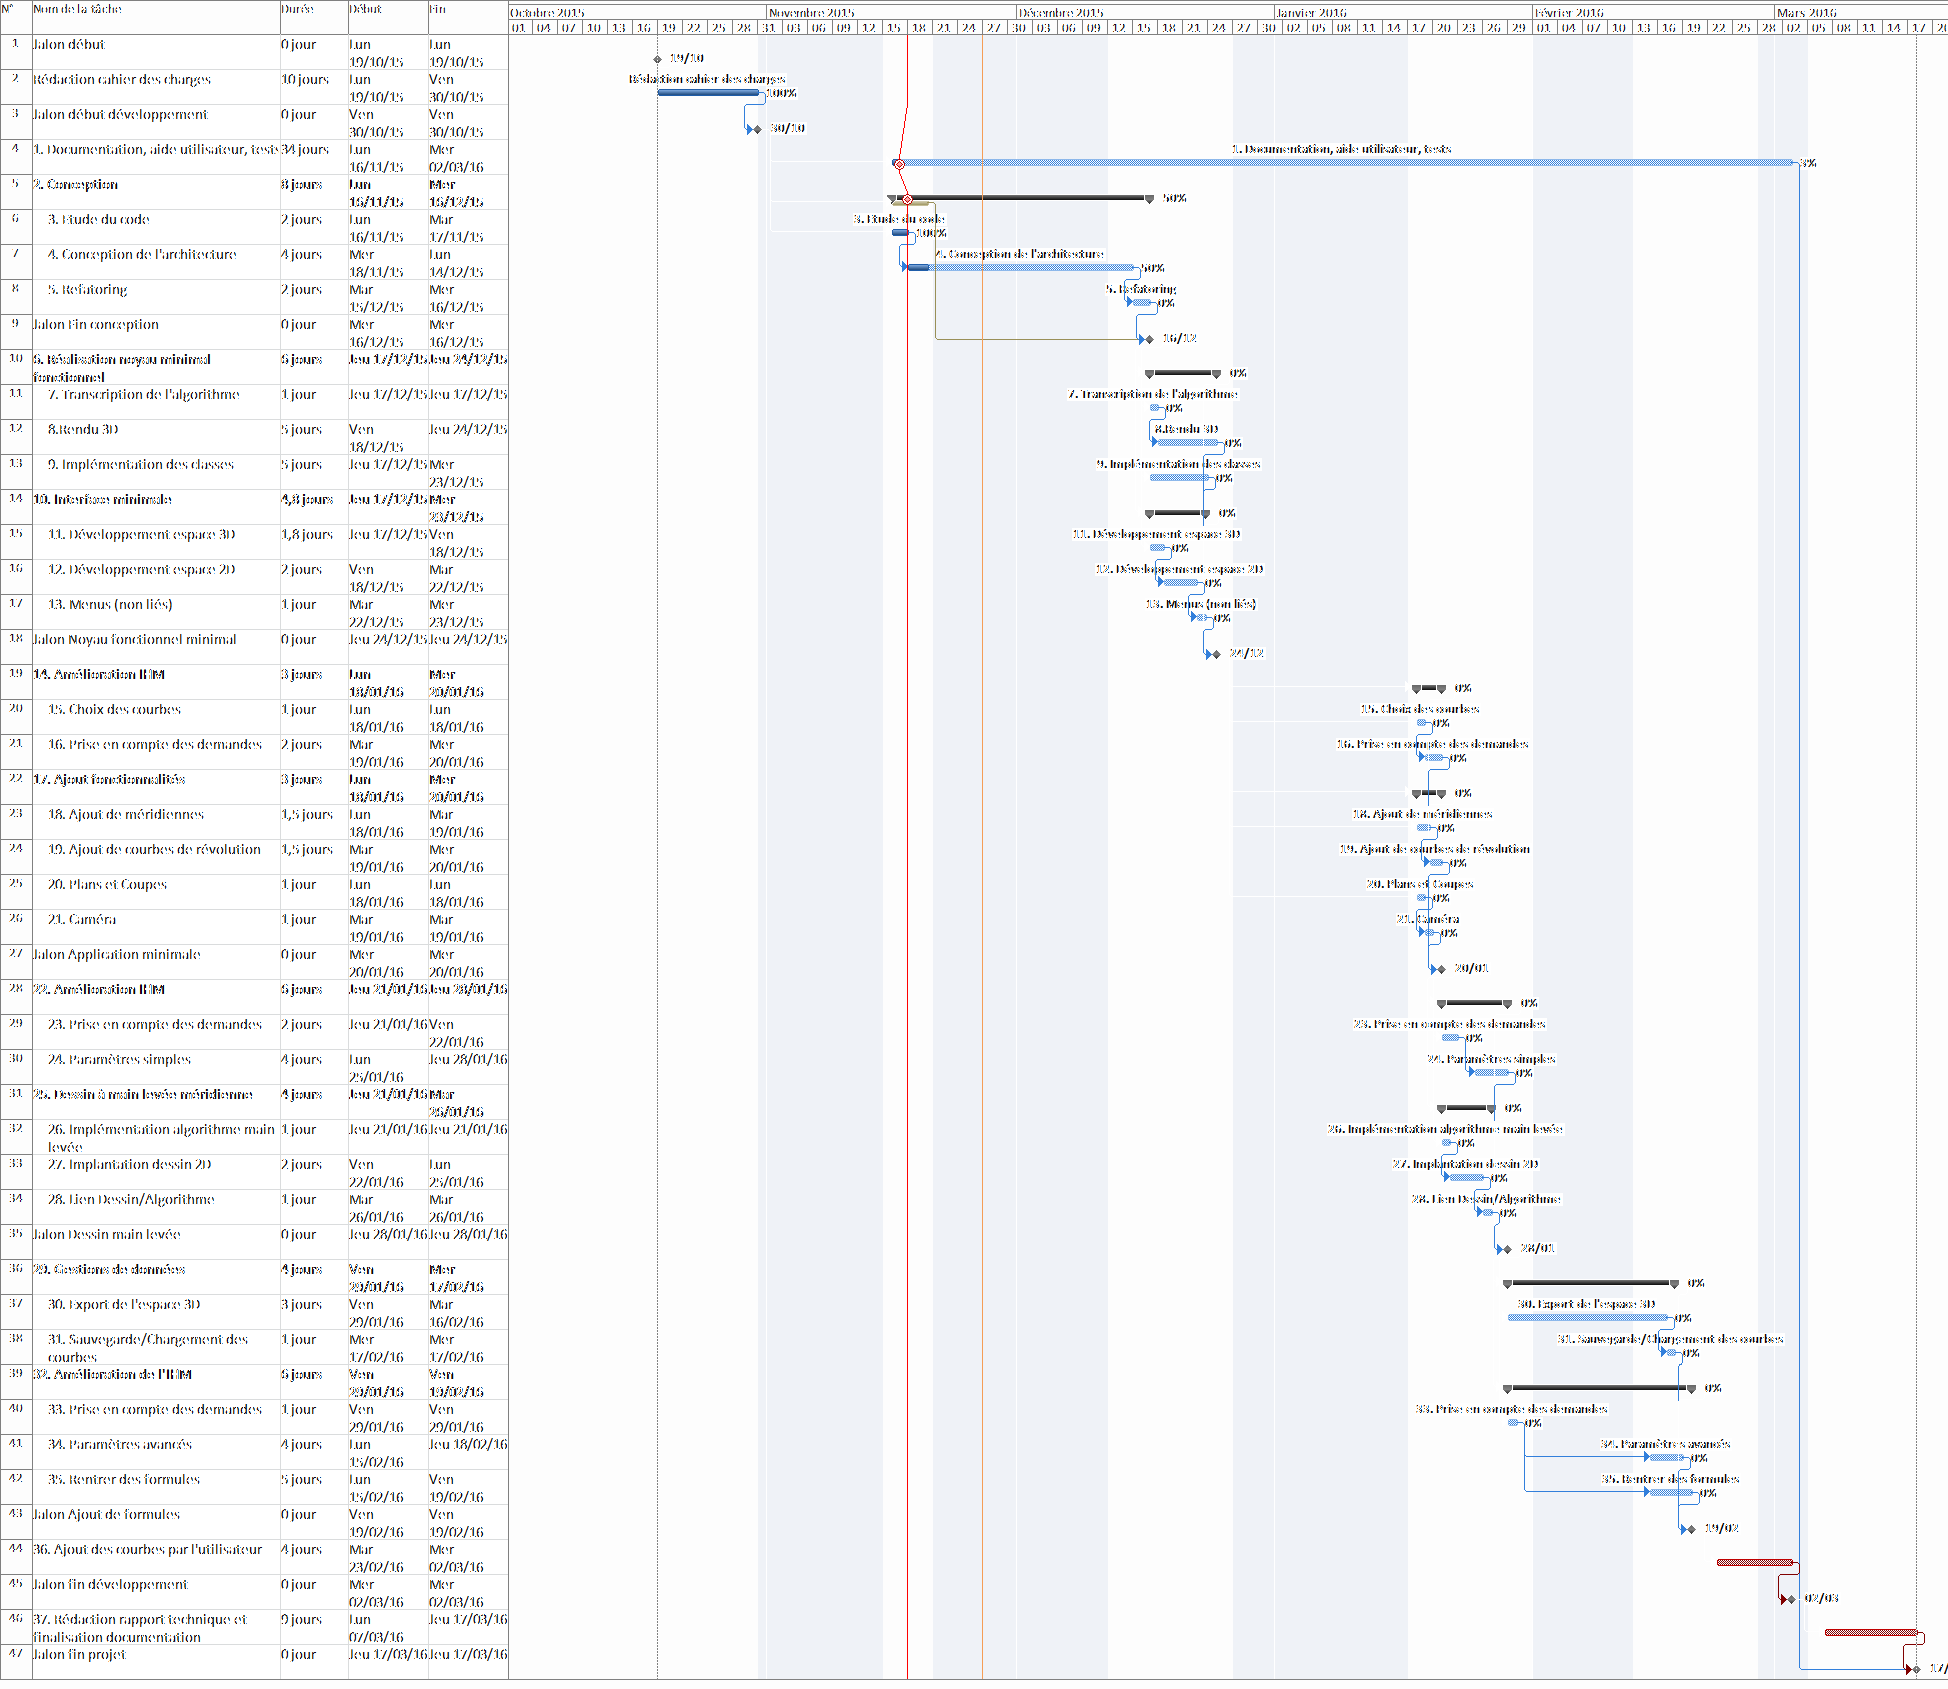 N° Nom de la tâche Durée Début Fin
Octobre 2015 Novembre 2015 Décembre 2015 Janvier 2016 Février 2016 Mars 2016
01 04 07 10 13 16 19 22 25 28 31 03 06 09 12 15 18 21 24 27 30 03 06 09 12 15 18 21 24 27 30 02 05 08 11 14 17 20 23 26 29 01 04 07 10 13 16 19 22 25 28 02 05 08 11 14 17 20
1 Jalon début 0 jour Lun 19/10/15 Lun 19/10/15
19/10
2 Rédaction cahier des charges 10 jours Lun 19/10/15 Ven 30/10/15
Rédaction cahier des charges
100%
3 Jalon début développement 0 jour Ven 30/10/15 Ven 30/10/15
30/10
4 1. Documentation, aide utilisateur, tests 34 jours Lun 16/11/15 Mer 02/03/16
1. Documentation, aide utilisateur, tests
3%
5 2. Conception 8 jours Lun 16/11/15 Mer 16/12/15
50%
6 3. Etude du code 2 jours Lun 16/11/15 Mar 17/11/15
3. Etude du code
100%
7 4. Conception de l'architecture 4 jours Mer 18/11/15 Lun 14/12/15
4. Conception de l'architecture
50%
8 5. Refatoring 2 jours Mar 15/12/15 Mer 16/12/15
5. Refatoring
0%
9 Jalon Fin conception 0 jour Mer 16/12/15 Mer 16/12/15
16/12
10 6. Réalisation noyau minimal fonctionnel 6 jours Jeu 17/12/15 Jeu 24/12/15
0%
11 7. Transcription de l'algorithme 1 jour Jeu 17/12/15 Jeu 17/12/15
7. Transcription de l'algorithme
0%
12 8.Rendu 3D 5 jours Ven 18/12/15 Jeu 24/12/15
8.Rendu 3D
0%
13 9. Implémentation des classes 5 jours Jeu 17/12/15 Mer 23/12/15
9. Implémentation des classes
0%
14 10. Interface minimale 4,8 jours Jeu 17/12/15 Mer 23/12/15
0%
15 11. Développement espace 3D 1,8 jours Jeu 17/12/15 Ven 18/12/15
11. Développement espace 3D
0%
16 12. Développement espace 2D 2 jours Ven 18/12/15 Mar 22/12/15
12. Développement espace 2D
0%
17 13. Menus (non liés) 1 jour Mar 22/12/15 Mer 23/12/15
13. Menus (non liés)
0%
18 Jalon Noyau fonctionnel minimal 0 jour Jeu 24/12/15 Jeu 24/12/15
24/12
19 14. Amélioration IHM 3 jours Lun 18/01/16 Mer 20/01/16
0%
20 15. Choix des courbes 1 jour Lun 18/01/16 Lun 18/01/16
15. Choix des courbes
0%
21 16. Prise en compte des demandes 2 jours Mar 19/01/16 Mer 20/01/16
16. Prise en compte des demandes
0%
22 17. Ajout fonctionnalités 3 jours Lun 18/01/16 Mer 20/01/16
0%
23 18. Ajout de méridiennes 1,5 jours Lun 18/01/16 Mar 19/01/16
18. Ajout de méridiennes
0%
24 19. Ajout de courbes de révolution 1,5 jours Mar 19/01/16 Mer 20/01/16
19. Ajout de courbes de révolution
0%
25 20. Plans et Coupes 1 jour Lun 18/01/16 Lun 18/01/16
20. Plans et Coupes
0%
26 21. Caméra 1 jour Mar 19/01/16 Mar 19/01/16
21. Caméra
0%
27 Jalon Application minimale 0 jour Mer 20/01/16 Mer 20/01/16
20/01
28 22. Amélioration IHM 6 jours Jeu 21/01/16 Jeu 28/01/16
0%
29 23. Prise en compte des demandes 2 jours Jeu 21/01/16 Ven 22/01/16
23. Prise en compte des demandes
0%
30 24. Paramètres simples 4 jours Lun 25/01/16 Jeu 28/01/16
24. Paramètres simples
0%
31 25. Dessin à main levée méridienne 4 jours Jeu 21/01/16 Mar 26/01/16
0%
32 26. Implémentation algorithme main levée 1 jour Jeu 21/01/16 Jeu 21/01/16
26. Implémentation algorithme main levée
0%
33 27. Implantation dessin 2D 2 jours Ven 22/01/16 Lun 25/01/16
27. Implantation dessin 2D
0%
34 28. Lien Dessin/Algorithme 1 jour Mar 26/01/16 Mar 26/01/16
28. Lien Dessin/Algorithme
0%
35 Jalon Dessin main levée 0 jour Jeu 28/01/16 Jeu 28/01/16
28/01
36 29. Gestions de données 4 jours Ven 29/01/16 Mer 17/02/16
0%
37 30. Export de l'espace 3D 3 jours Ven 29/01/16 Mar 16/02/16
30. Export de l'espace 3D
0%
38 31. Sauvegarde/Chargement des courbes 1 jour Mer 17/02/16 Mer 17/02/16
31. Sauvegarde/Chargement des courbes
0%
39 32. Amélioration de l'IHM 6 jours Ven 29/01/16 Ven 19/02/16
0%
40 33. Prise en compte des demandes 1 jour Ven 29/01/16 Ven 29/01/16
33. Prise en compte des demandes
0%
41 34. Paramètres avancés 4 jours Lun 15/02/16 Jeu 18/02/16
34. Paramètres avancés
0%
42 35. Rentrer des formules 5 jours Lun 15/02/16 Ven 19/02/16
35. Rentrer des formules
0%
43 Jalon Ajout de formules 0 jour Ven 19/02/16 Ven 19/02/16
19/02
44 36. Ajout des courbes par l'utilisateur 4 jours Mar 23/02/16 Mer 02/03/16
45 Jalon fin développement 0 jour Mer 02/03/16 Mer 02/03/16
02/03
46 37. Rédaction rapport technique et finalisation documentation 9 jours Lun 07/03/16 Jeu 17/03/16
47 Jalon fin projet 0 jour Jeu 17/03/16 Jeu 17/03/16
17/